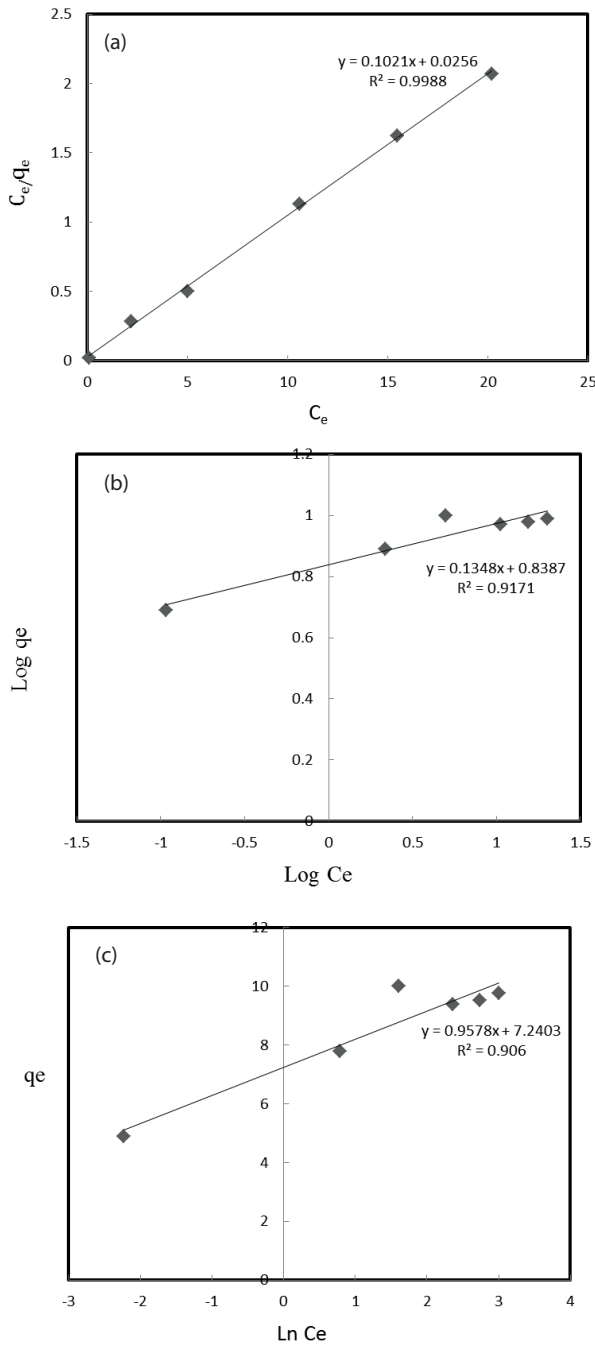 (a)
y = 0.1021x + 0.0256
R² = 0.9988
2.5
2
1.5
1
0.5
0
Ce/qe
0 5 10 15 20 25
Ce
(b)
y = 0.1348x + 0.8387
R² = 0.9171
1.2
1
0.8
0.6
0.4
0.2
0
Log qe
-1.5 -1 -0.5 0 0.5 1 1.5
Log Ce
(c)
y = 0.9578x + 7.2403
R² = 0.906
12
10
8
6
4
2
0
qe
-3 -2 -1 0 1 2 3 4
Ln Ce